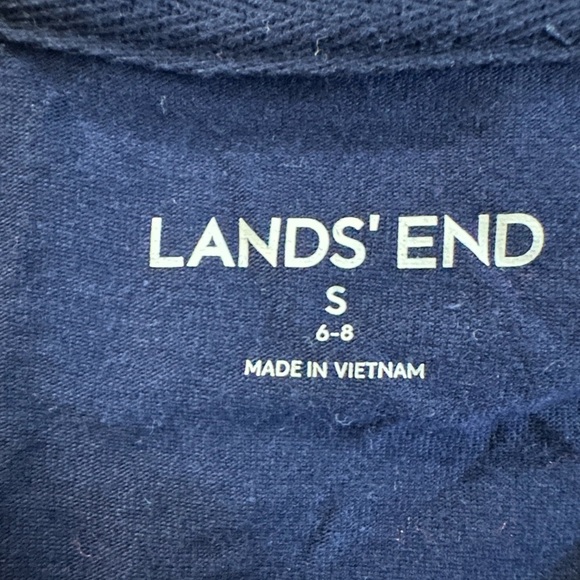 LANDS' END
S
6-8
MADE IN VIETNAM